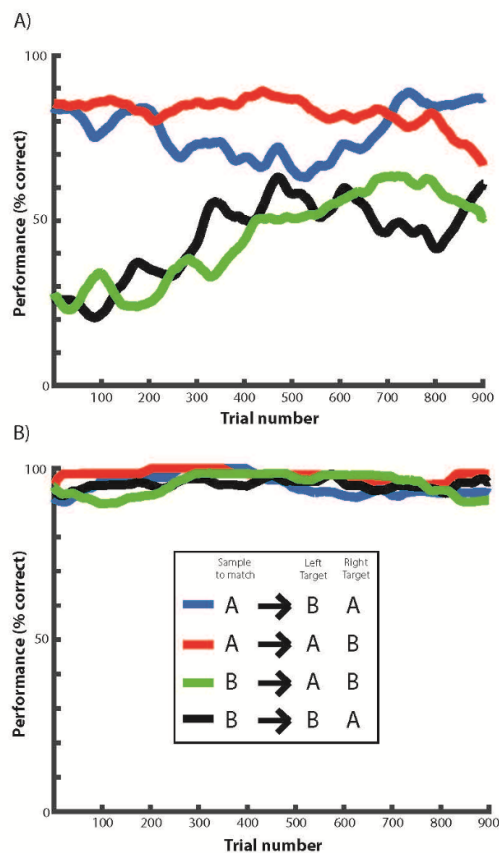 A)
100
50
0
Performance (% correct)
100 200 300 400 500 600 700 800 900
Trial number
B)
100
50
0
Performance (% correct)
Sample to match Left Target Right Target
A B A
A A B
B A B
B B A
100 200 300 400 500 600 700 800 900
Trial number